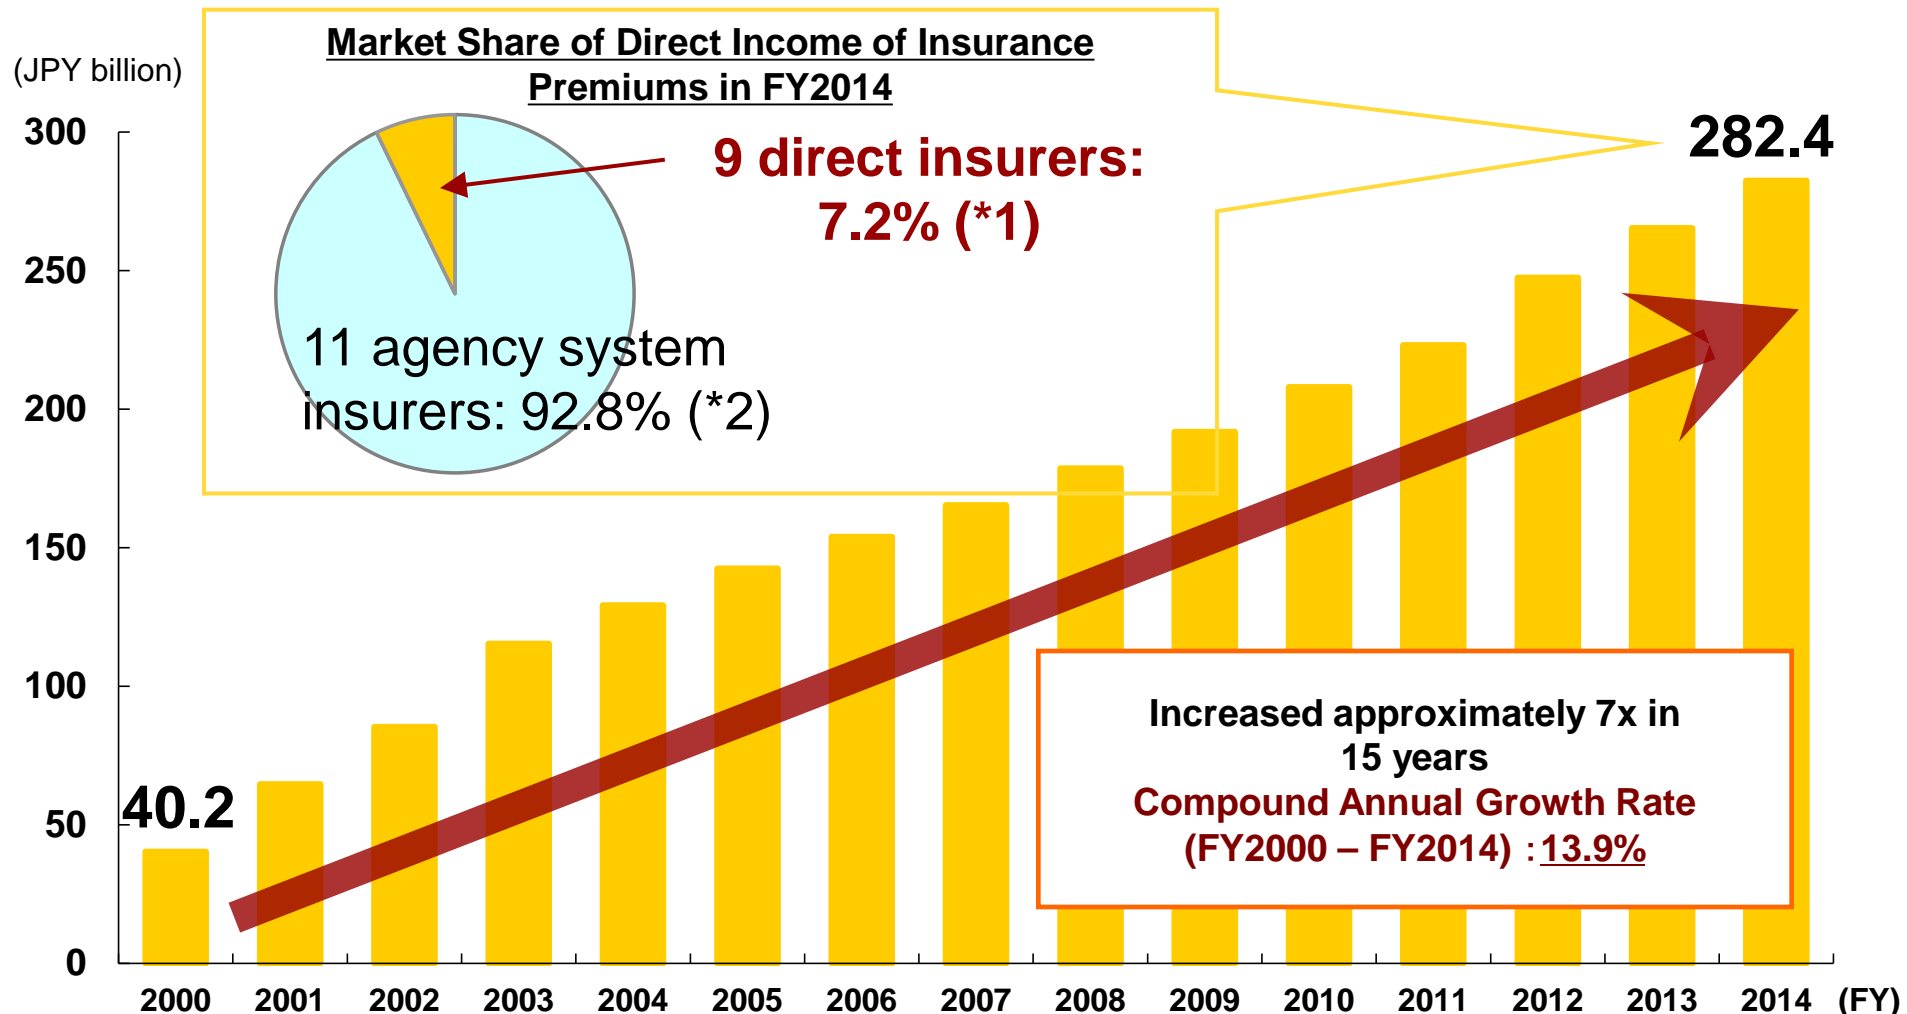 Market Share of Direct Income of Insurance
Premiums in FY2014
(JPY billion)
9 direct insurers:
7.2% (*1)
11 agency system
insurers: 92.8% (*2)
282.4
300
250
200
150
100
50
0
40.2
Increased approximately 7x in
15 years
Compound Annual Growth Rate
(FY2000 – FY2014) :13.9%
2000 2001 2002 2003 2004 2005 2006 2007 2008 2009 2010 2011 2012 2013 2014 (FY)